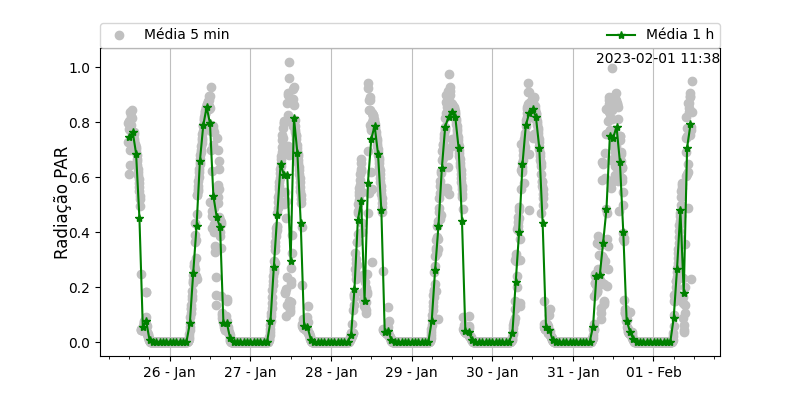 Média 5 min
Média 1 h
2023-02-01 11:38
1.0
0.8
0.6
0.4
0.2
0.0
Radiação PAR
26 - Jan
27 - Jan
28 - Jan
29 - Jan
30 - Jan
31 - Jan
01 - Feb